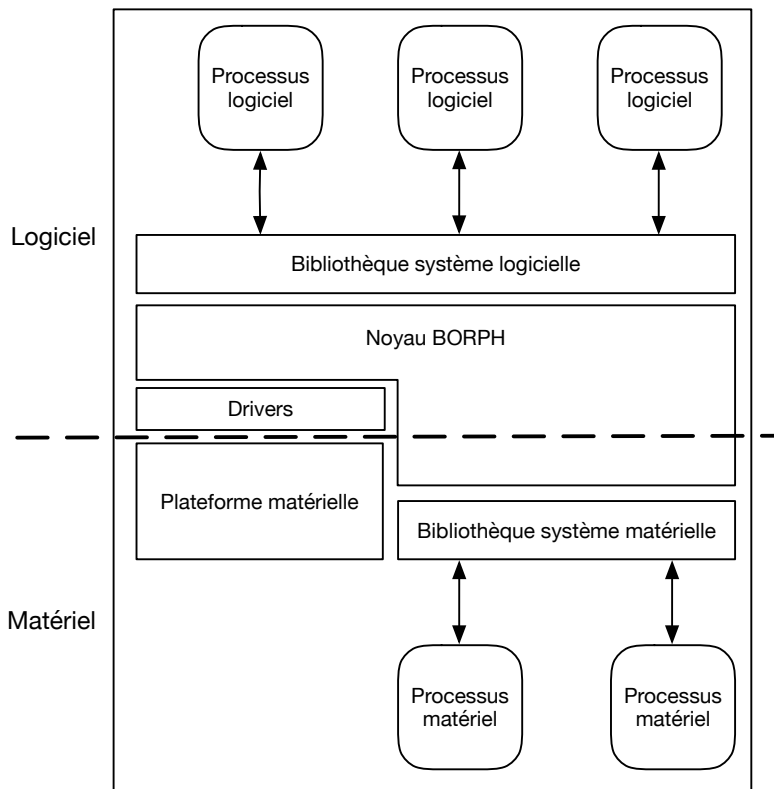 Processus
logiciel
Processus
logiciel
Processus
logiciel
Logiciel
Bibliothèque système logicielle
Noyau BORPH
Drivers
Plateforme matérielle
Bibliothèque système matérielle
Matériel
Processus
matériel
Processus
matériel